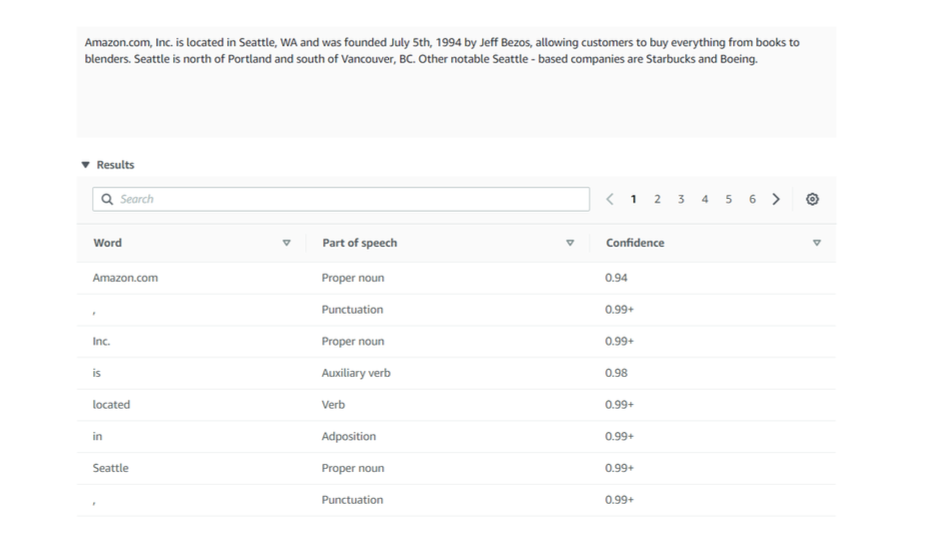 Amazon.com, Inc. is located in Seattle, WA and was founded July 5th, 1994 by Jeff Bezos, allowing customers to buy everything from books to
blenders. Seattle is north of Portland and south of Vancouver, BC. Other notable Seattle - based companies are Starbucks and Boeing.
Results
Search 1 2 3 4 5 6
Word Part of speech Confidence
Amazon.com Proper noun 0.94
, Punctuation 0.99+
Inc. Proper noun 0.99+
is Auxiliary verb 0.98
located Verb 0.99+
in Adposition 0.99+
Seattle Proper noun 0.99+
, Punctuation 0.99+